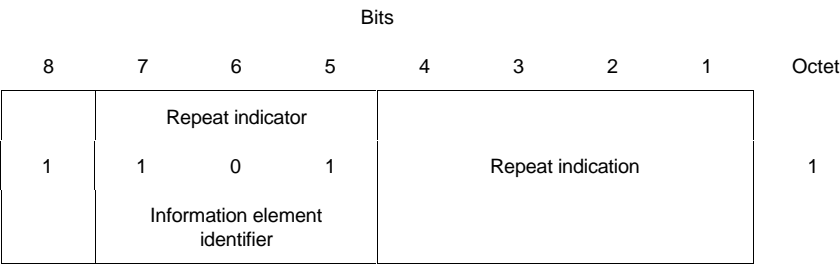 Bits
8 7 6 5 4 3 2 1 Octet
Repeat indicator
1 1 0 1 Repeat indication 1
Information element
identifier